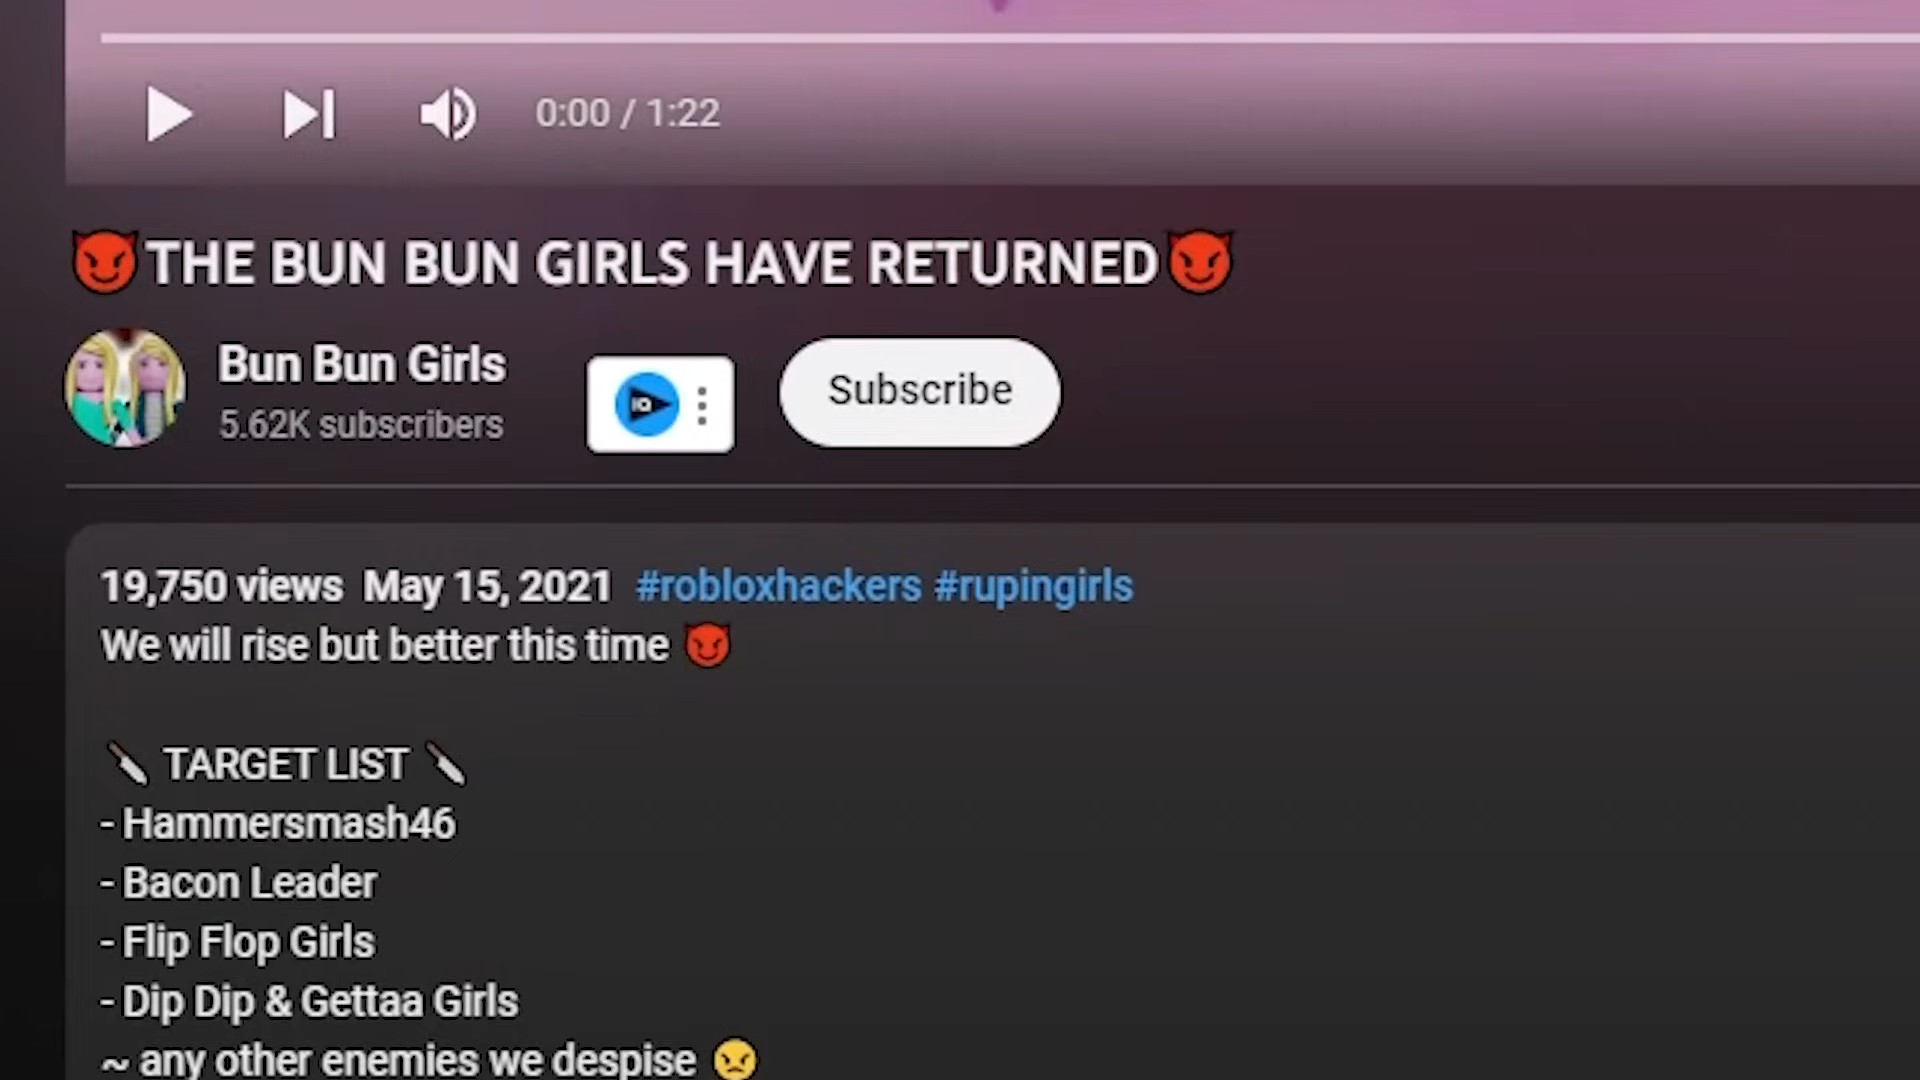 0:00 / 1:22
😈THE BUN BUN GIRLS HAVE RETURNED😈
Bun Bun Girls
5.62K subscribers
IQ
Subscribe
19,750 views May 15, 2021 #robloxhackers #rupingirls
We will rise but better this time 😈
🔪 TARGET LIST 🔪
- Hammersmash46
- Bacon Leader
- Flip Flop Girls
- Dip Dip & Gettaa Girls
~ any other enemies we despise 😠